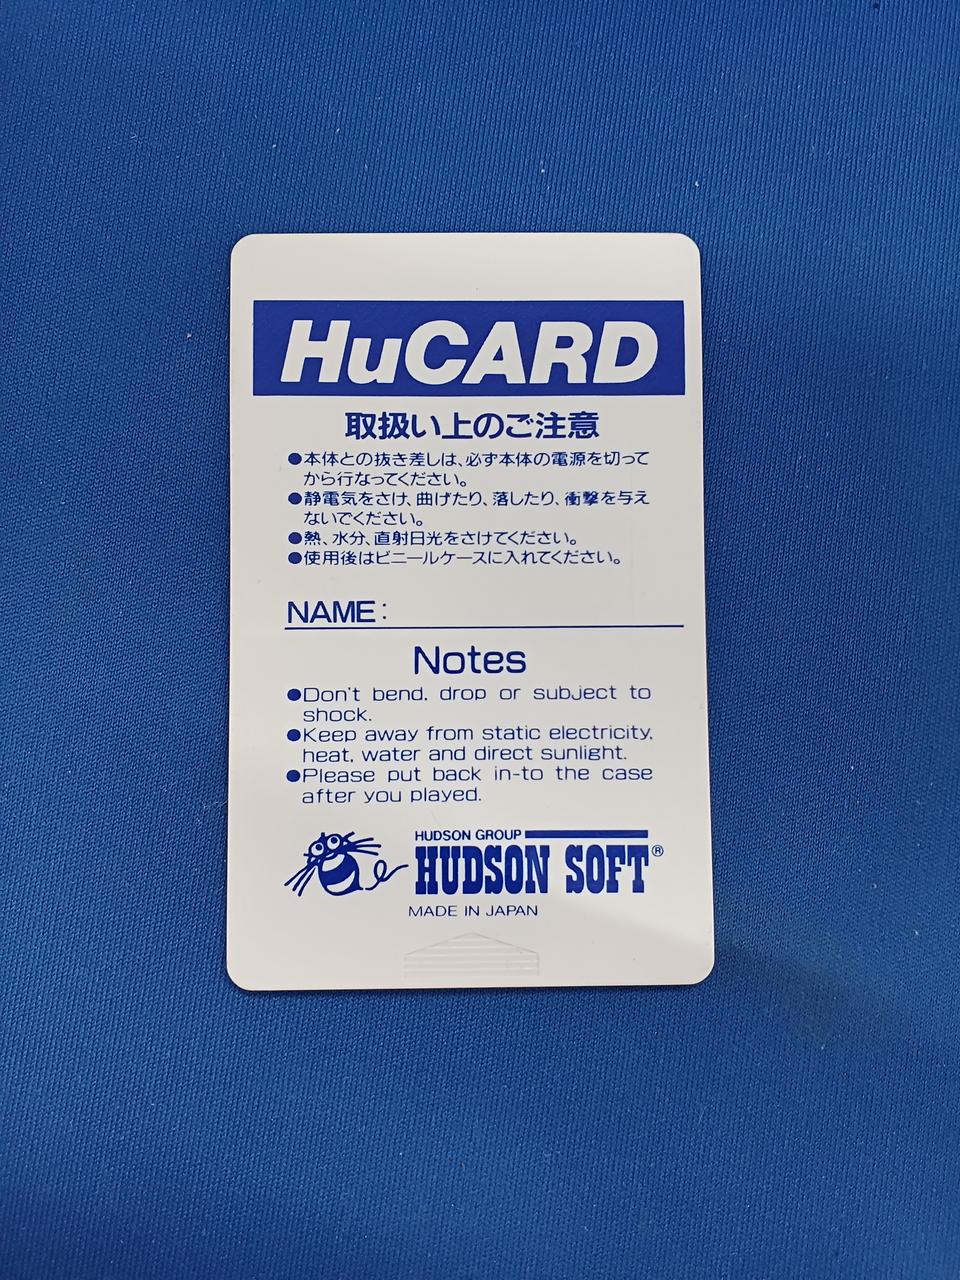 HuCARD
取扱い上のご注意
●本体との抜き差しは、必ず本体の電源を切って
から行なってください。
●静電気をさけ、曲げたり、落したり、衝撃を与え
ないでください。
●熱、水分、直射日光をさけてください。
●使用後はビニールケースに入れてください。
NAME:
Notes
●Don't bend, drop or subject to
shock.
●Keep away from static electricity,
heat, water and direct sunlight.
●Please put back in-to the case
after you played.
HUDSON GROUP
HUDSON SOFT®
MADE IN JAPAN